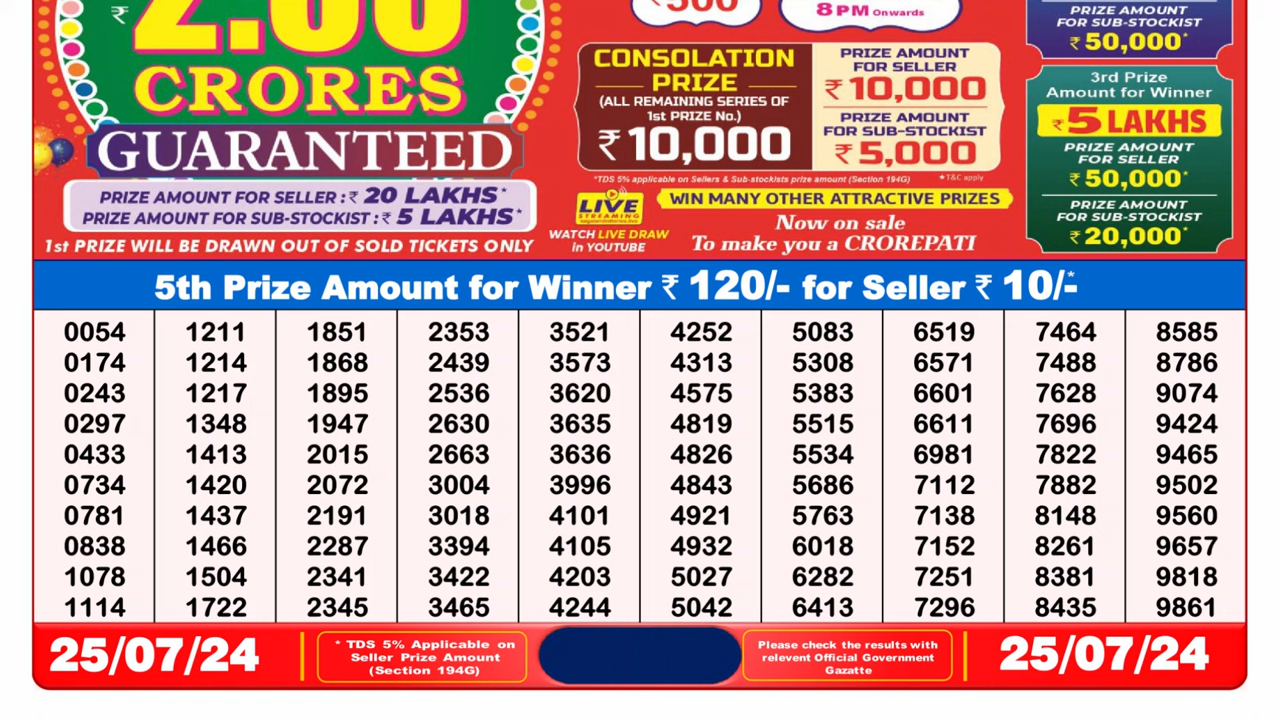 ₹ 2.00
CRORES
GUARANTEED
PRIZE AMOUNT FOR SELLER :₹ 20 LAKHS*
PRIZE AMOUNT FOR SUB-STOCKIST :₹ 5 LAKHS*
1st PRIZE WILL BE DRAWN OUT OF SOLD TICKETS ONLY
₹500
8 PM Onwards
CONSOLATION
PRIZE
(ALL REMAINING SERIES OF
1st PRIZE No.)
₹ 10,000
PRIZE AMOUNT
FOR SELLER
₹ 10,000
PRIZE AMOUNT
FOR SUB-STOCKIST
₹ 5,000
*TDS 5% applicable on Sellers & Sub-stockists prize amount (Section 194G)
★T&C apply
LIVE
STREAMING
WATCH LIVE DRAW
in YOUTUBE
WIN MANY OTHER ATTRACTIVE PRIZES
Now on sale
To make you a CROREPATI
PRIZE AMOUNT
FOR SUB-STOCKIST
₹ 50,000*
3rd Prize
Amount for Winner
₹ 5 LAKHS
PRIZE AMOUNT
FOR SELLER
₹ 50,000*
PRIZE AMOUNT
FOR SUB-STOCKIST
₹ 20,000*
5th Prize Amount for Winner ₹ 120/- for Seller ₹ 10/-*
0054 1211 1851 2353 3521 4252 5083 6519 7464 8585
0174 1214 1868 2439 3573 4313 5308 6571 7488 8786
0243 1217 1895 2536 3620 4575 5383 6601 7628 9074
0297 1348 1947 2630 3635 4819 5515 6611 7696 9424
0433 1413 2015 2663 3636 4826 5534 6981 7822 9465
0734 1420 2072 3004 3996 4843 5686 7112 7882 9502
0781 1437 2191 3018 4101 4921 5763 7138 8148 9560
0838 1466 2287 3394 4105 4932 6018 7152 8261 9657
1078 1504 2341 3422 4203 5027 6282 7251 8381 9818
1114 1722 2345 3465 4244 5042 6413 7296 8435 9861
25/07/24
* TDS 5% Applicable on
Seller Prize Amount
(Section 194G)
Please check the results with
relevent Official Government
Gazatte
25/07/24